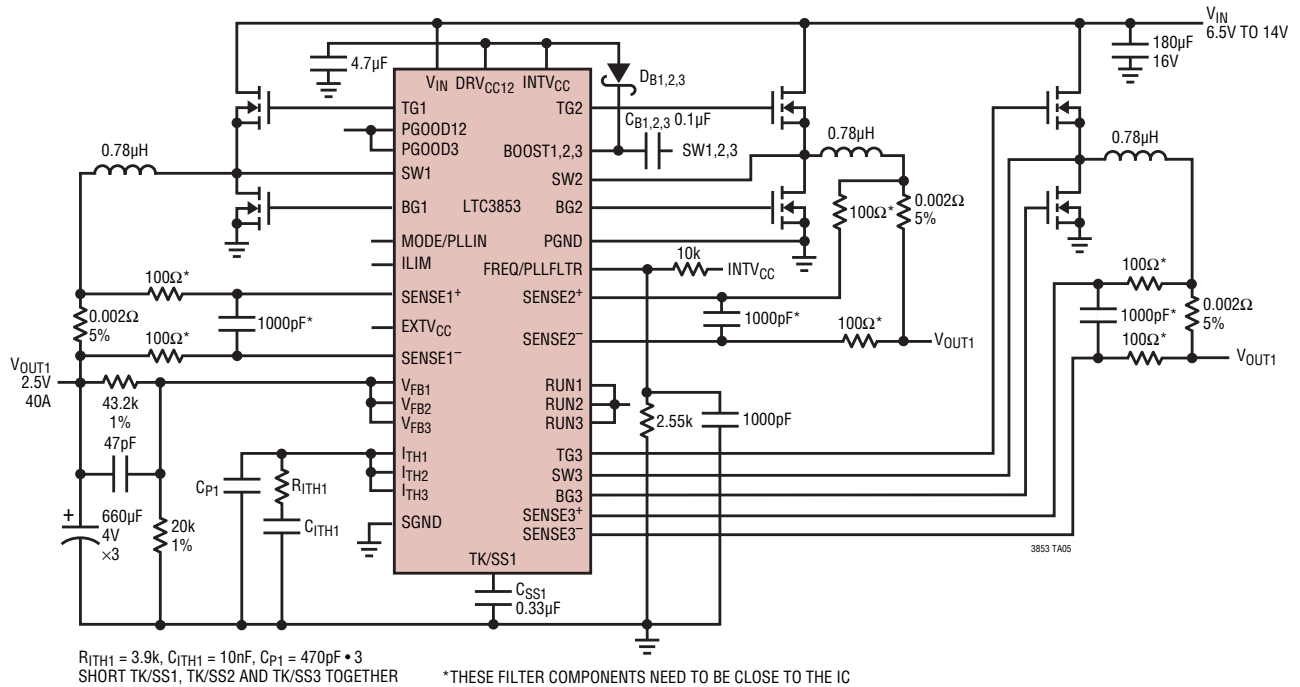 VIN
6.5V TO 14V
180µF
16V
4.7µF
VIN DRVCC12 INTVCC
DB1,2,3
CB1,2,3 0.1µF
SW1,2,3
TG1
PGOOD12
PGOOD3
SW1
BG1
LTC3853
MODE/PLLIN
ILIM
SENSE1+
EXTVCC
SENSE1–
VFB1
VFB2
VFB3
ITH1
ITH2
ITH3
SGND
TK/SS1
TG2
BOOST1,2,3
SW2
BG2
PGND
FREQ/PLLFLTR
SENSE2+
SENSE2–
RUN1
RUN2
RUN3
TG3
SW3
BG3
SENSE3+
SENSE3–
0.78µH
100Ω*
0.002Ω
5%
1000pF*
100Ω*
VOUT1
2.5V
40A
43.2k
1%
47pF
660µF
4V
×3
20k
1%
CP1
RITH1
CITH1
CSS1
0.33µF
0.78µH
100Ω*
0.002Ω
5%
10k
INTVCC
1000pF*
100Ω*
VOUT1
2.55k
1000pF
0.78µH
100Ω*
1000pF*
0.002Ω
5%
100Ω*
VOUT1
3853 TA05
RITH1 = 3.9k, CITH1 = 10nF, CP1 = 470pF • 3
SHORT TK/SS1, TK/SS2 AND TK/SS3 TOGETHER
*THESE FILTER COMPONENTS NEED TO BE CLOSE TO THE IC